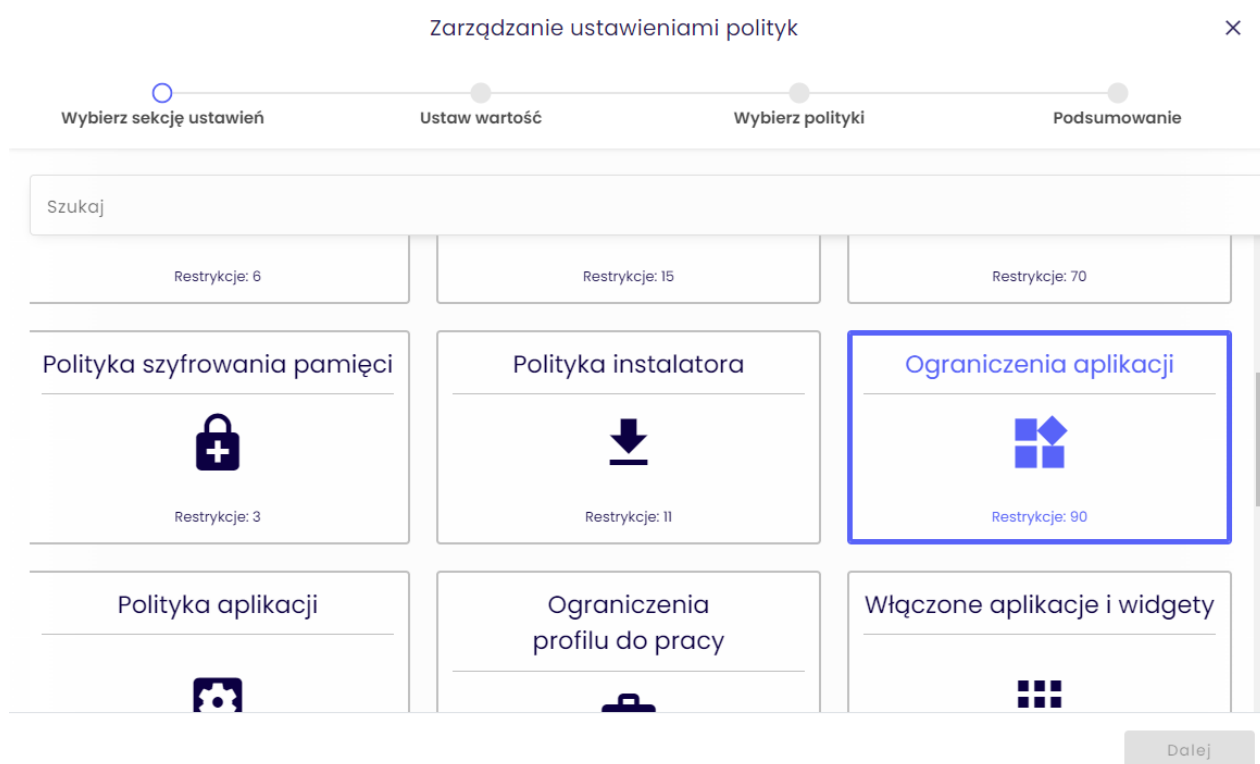 Zarządzanie ustawieniami polityk
Wybierz sekcję ustawień
Ustaw wartość
Wybierz polityki
Podsumowanie
Szukaj
Restrykcje: 6
Restrykcje: 15
Restrykcje: 70
Polityka szyfrowania pamięci
Polityka instalatora
Ograniczenia aplikacji
Restrykcje: 3
Restrykcje: 11
Restrykcje: 90
Polityka aplikacji
Ograniczenia
profilu do pracy
Włączone aplikacje i widgety
Dalej